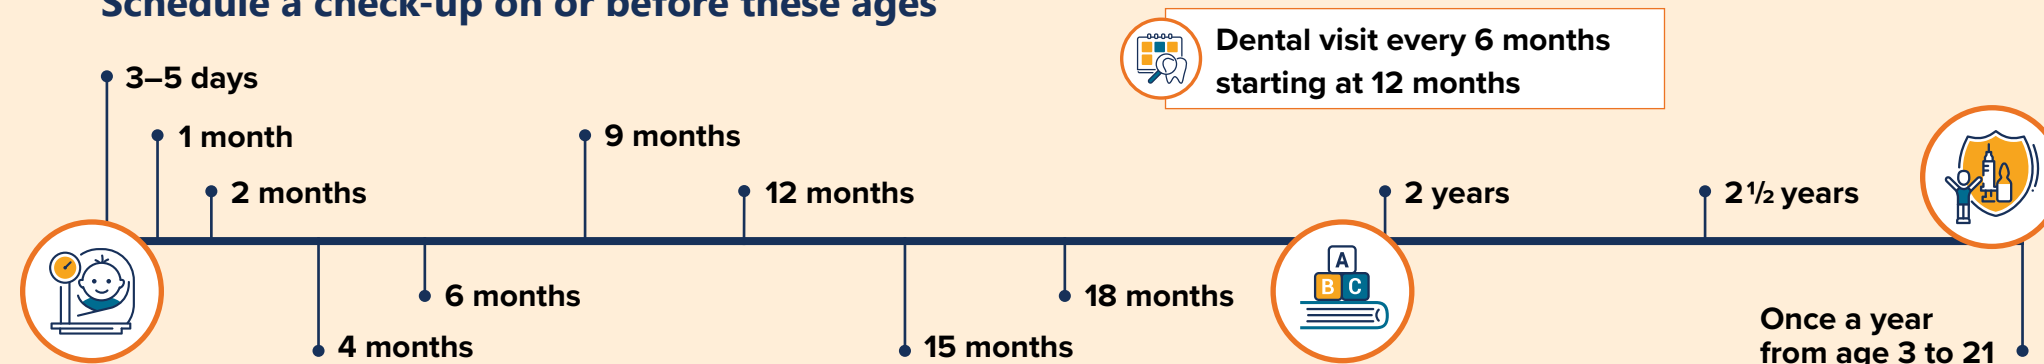 Schedule a check-up on or before these ages
Dental visit every 6 months
starting at 12 months
3–5 days
1 month
2 months
4 months
6 months
9 months
12 months
15 months
18 months
A
B C
2 years
2 1/2 years
Once a year
from age 3 to 21